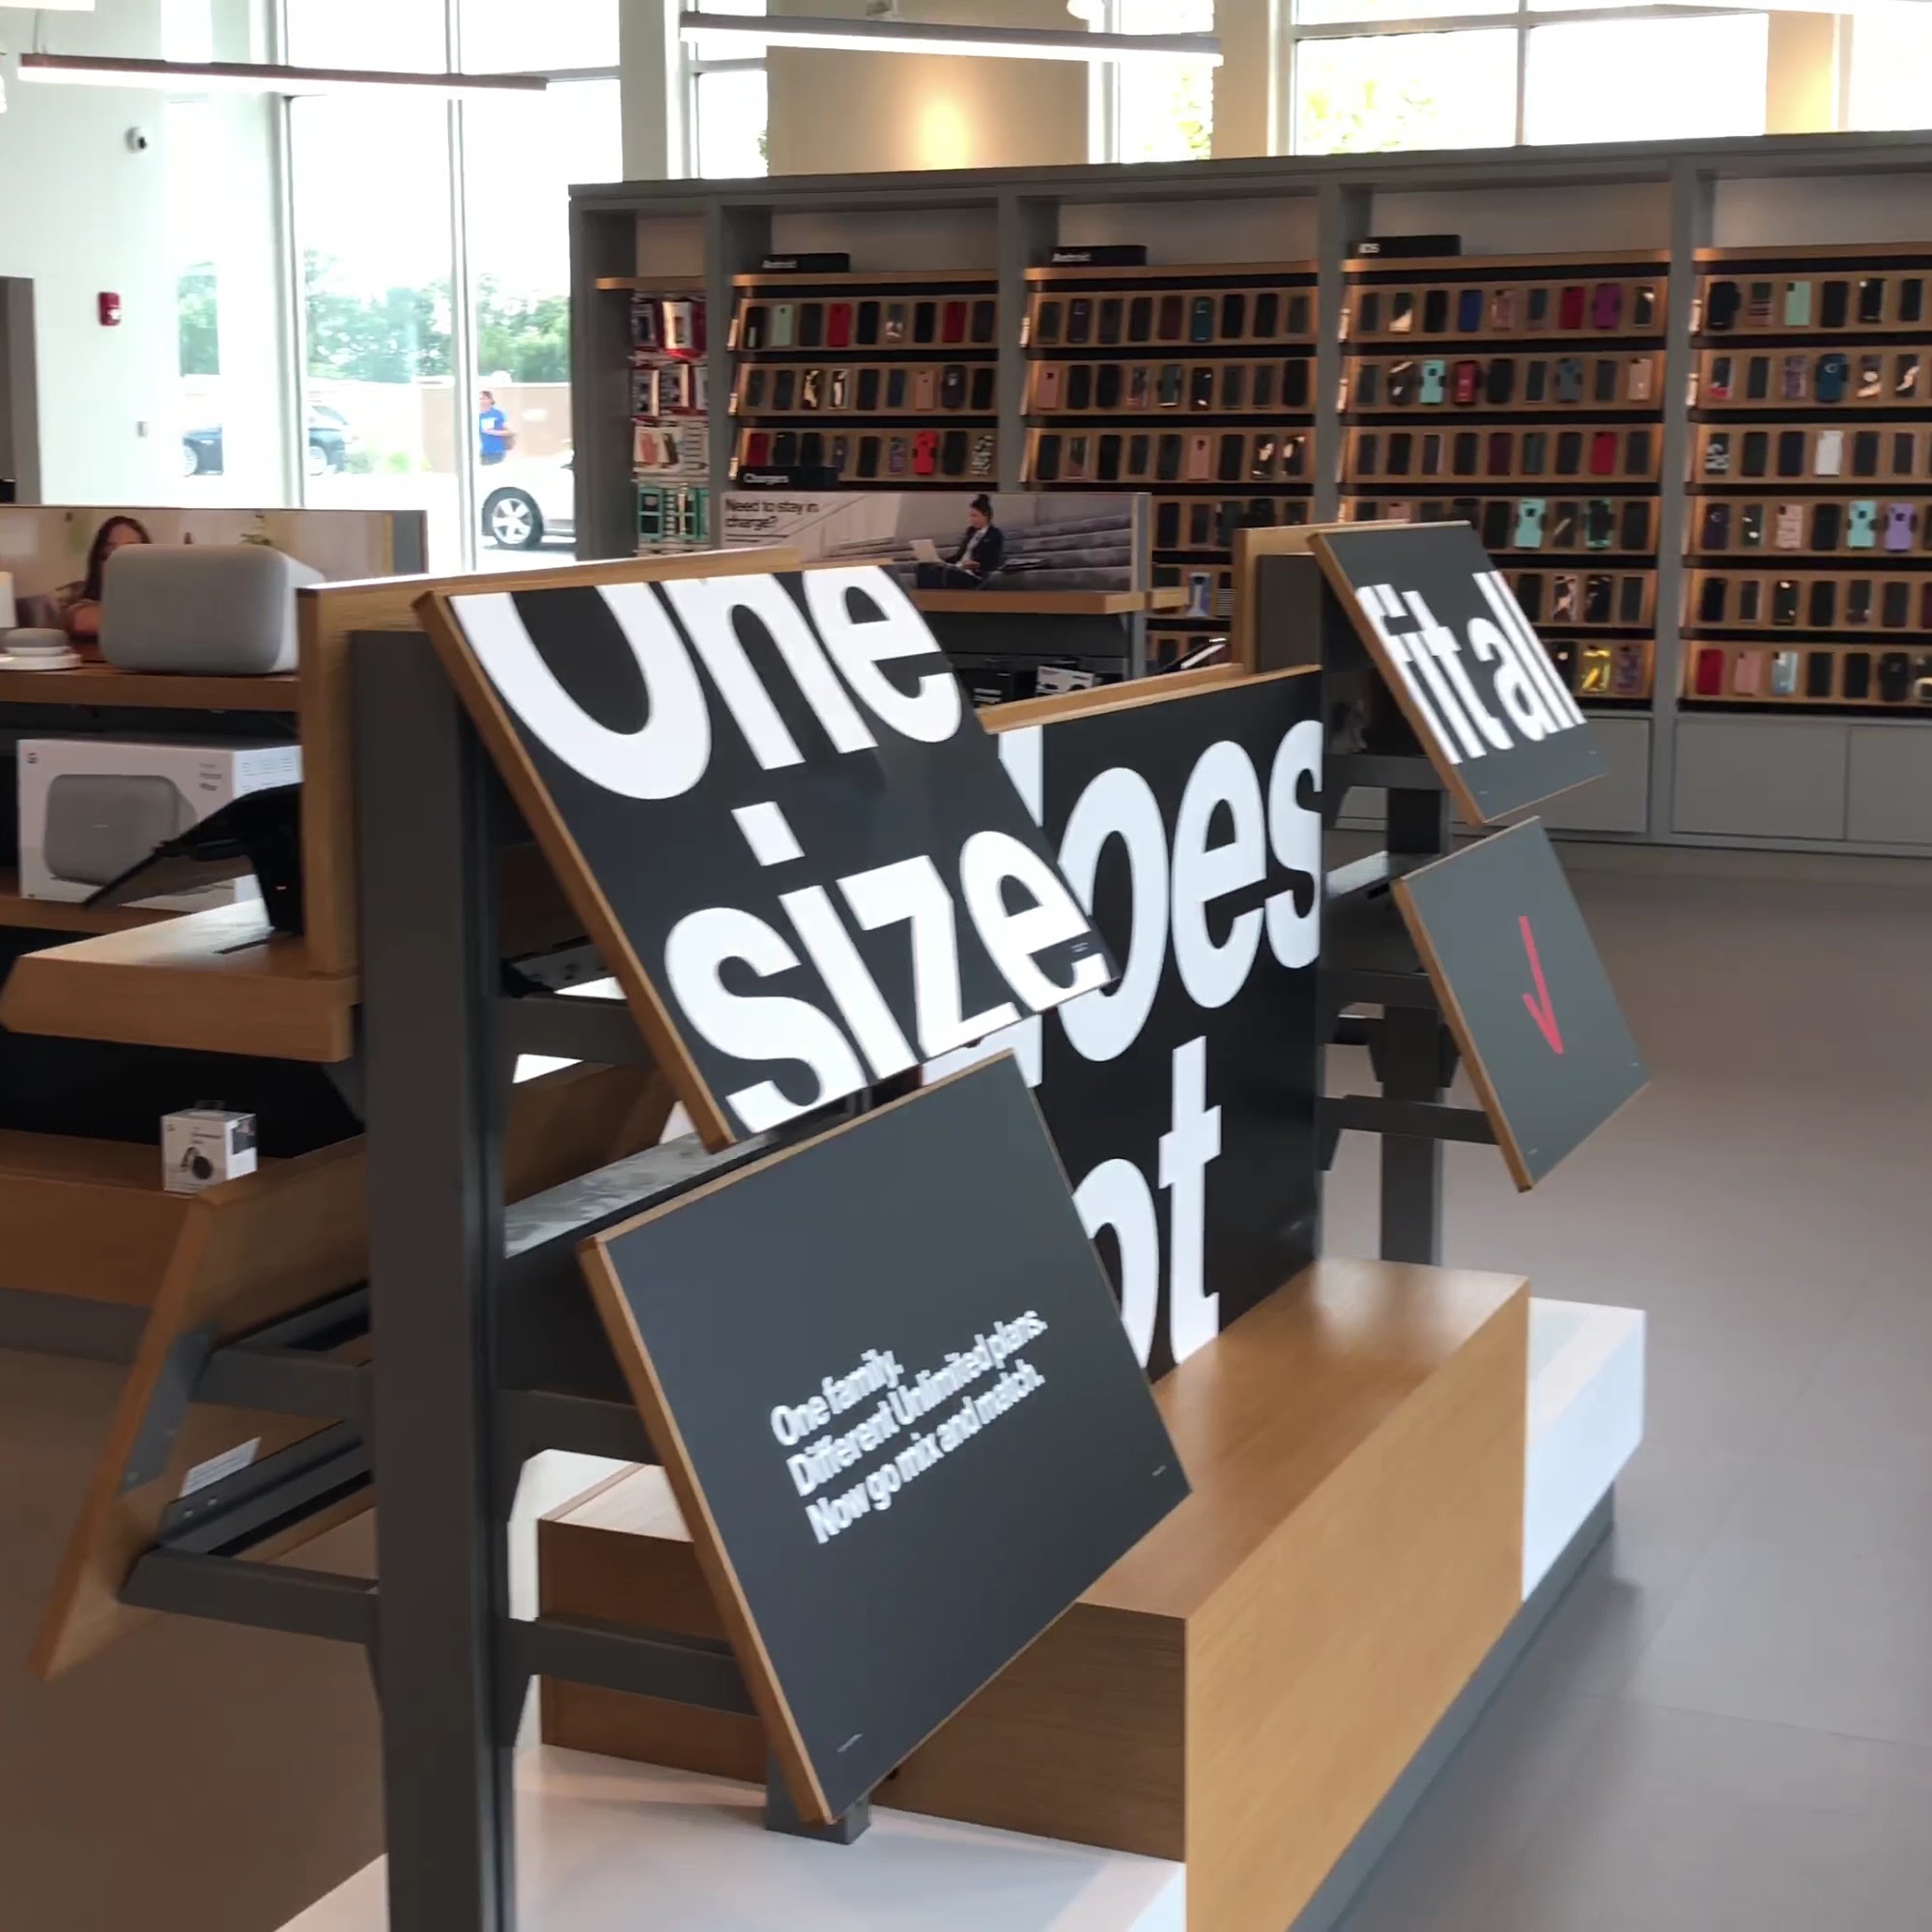 Android
Android
iOS
Chargers
Need to stay in
charge?
One
size
does
not
fit all
One family.
Different Unlimited plans.
Now go mix and match.